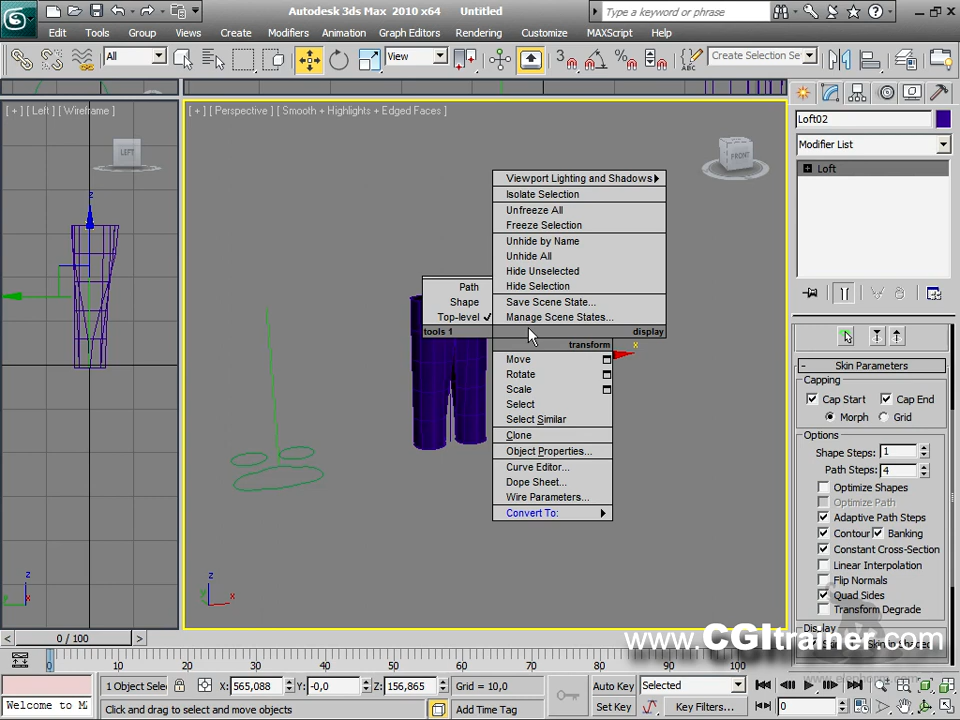 Autodesk 3ds Max 2010 x64 Untitled
Type a keyword or phrase
Edit Tools Group Views Create Modifiers Animation Graph Editors Rendering Customize MAXScript Help
All
View
3
ABC
Create Selection Se
[ + ] [ Left ] [ Wireframe ]
[ + ] [ Perspective ] [ Smooth + Highlights + Edged Faces ]
LEFT
FRONT
Loft02
Modifier List
Loft
Viewport Lighting and Shadows
Isolate Selection
Unfreeze All
Freeze Selection
Unhide by Name
Unhide All
Hide Unselected
Hide Selection
Save Scene State...
Manage Scene States...
Path
Shape
Top-level
tools 1
display
transform
Move
Rotate
Scale
Select
Select Similar
Clone
Object Properties...
Curve Editor...
Dope Sheet...
Wire Parameters...
Convert To:
z
x
z
x
z
x
Skin Parameters
Capping
Cap Start Cap End
Morph Grid
Options
Shape Steps: 1
Path Steps: 4
Optimize Shapes
Optimize Path
Adaptive Path Steps
Contour Banking
Constant Cross-Section
Linear Interpolation
Flip Normals
Quad Sides
Transform Degrade
Display
www.CGItrainer.com
0 / 100
0 10 20 30 40 50 60 70 80 90 100
1 Object Selec X: 565,088 Y: -0,0 Z: 156,865 Grid = 10,0
Auto Key Selected
Welcome to M
Click and drag to select and move objects
Add Time Tag
Set Key Key Filters... 0